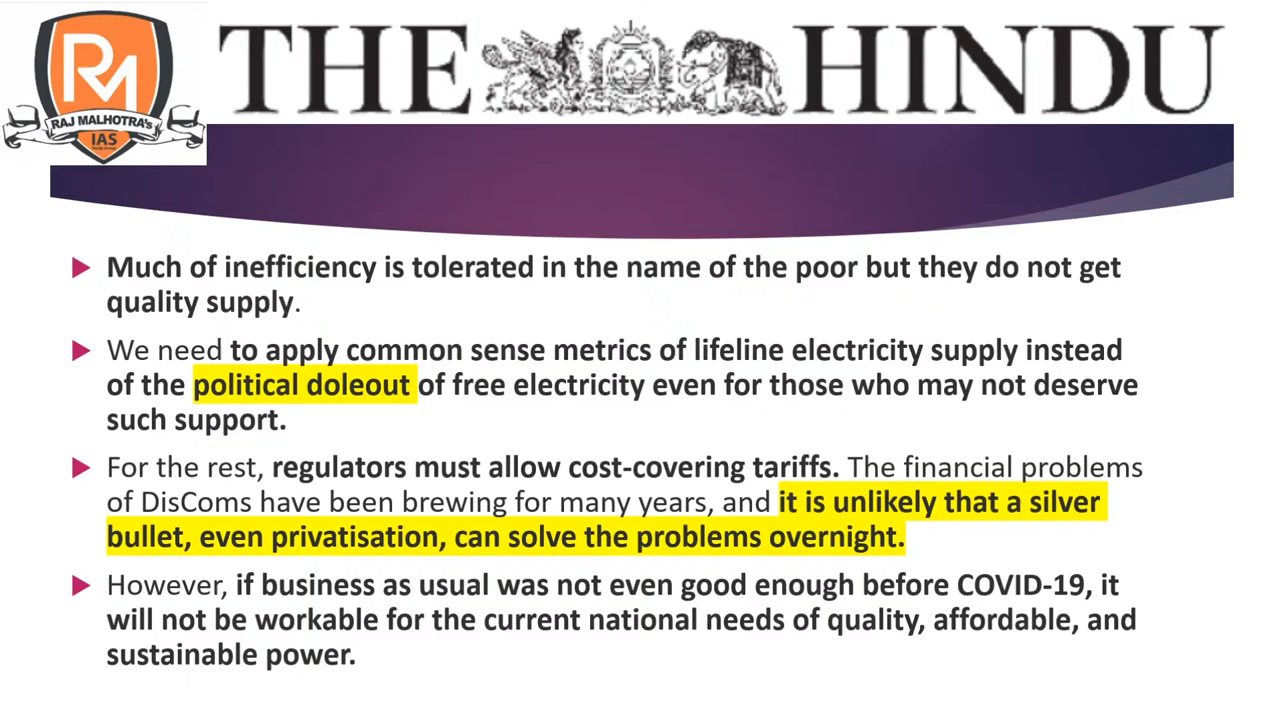 RM
RAJ MALHOTRA's
IAS
THE HINDU
Much of inefficiency is tolerated in the name of the poor but they do not get
quality supply.
We need to apply common sense metrics of lifeline electricity supply instead
of the political doleout of free electricity even for those who may not deserve
such support.
For the rest, regulators must allow cost-covering tariffs. The financial problems
of DisComs have been brewing for many years, and it is unlikely that a silver
bullet, even privatisation, can solve the problems overnight.
However, if business as usual was not even good enough before COVID-19, it
will not be workable for the current national needs of quality, affordable, and
sustainable power.